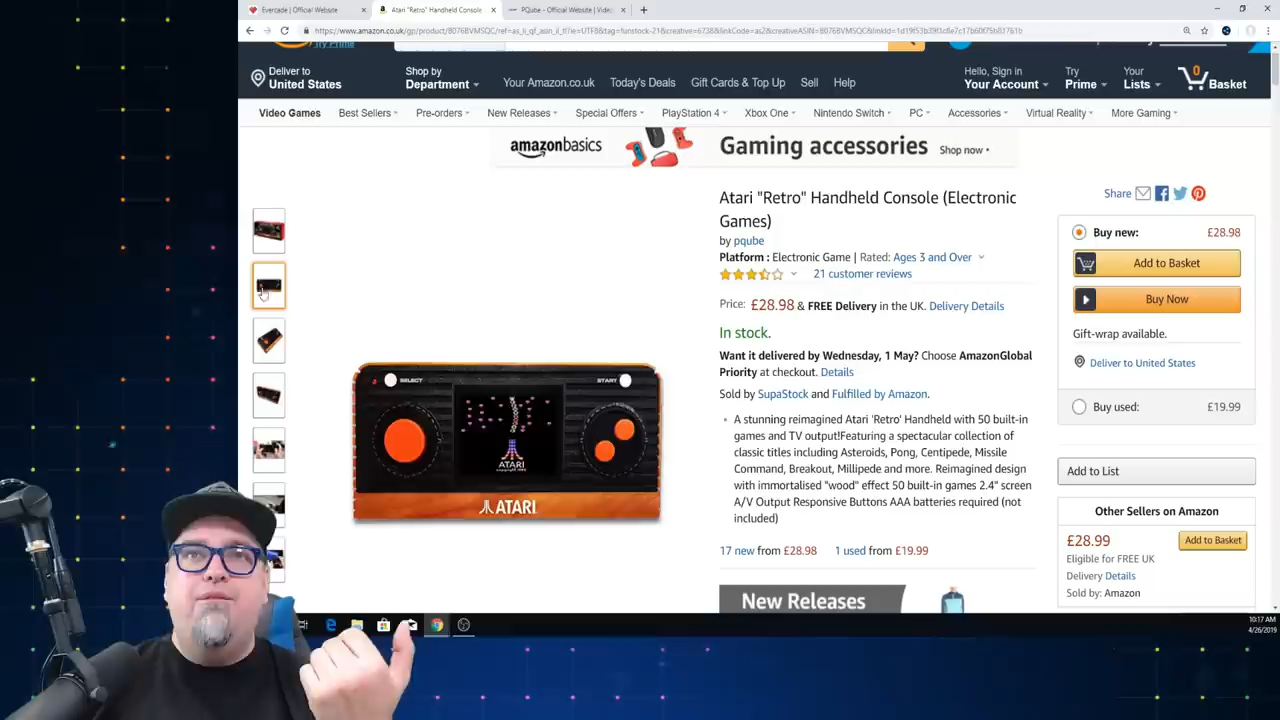 Evercade | Official Website
Atari "Retro" Handheld Console
PQube - Official Website | Vide
Try Prime
Deliver to
United States
Shop by
Department
Your Amazon.co.uk
Today's Deals
Gift Cards & Top Up
Sell
Help
Hello, Sign in
Your Account
Try
Prime
Your
Lists
0
Basket
Video Games
Best Sellers
Pre-orders
New Releases
Special Offers
PlayStation 4
Xbox One
Nintendo Switch
PC
Accessories
Virtual Reality
More Gaming
amazonbasics
Gaming accessories
Shop now
Atari "Retro" Handheld Console (Electronic
Games)
by pqube
Platform : Electronic Game | Rated: Ages 3 and Over
21 customer reviews
Price: £28.98 & FREE Delivery in the UK. Delivery Details
In stock.
Want it delivered by Wednesday, 1 May? Choose AmazonGlobal
Priority at checkout. Details
Sold by SupaStock and Fulfilled by Amazon.
A stunning reimagined Atari 'Retro' Handheld with 50 built-in
games and TV output!Featuring a spectacular collection of
classic titles including Asteroids, Pong, Centipede, Missile
Command, Breakout, Millipede and more. Reimagined design
with immortalised "wood" effect 50 built-in games 2.4" screen
A/V Output Responsive Buttons AAA batteries required (not
included)
17 new from £28.98
1 used from £19.99
New Releases
SELECT
START
ATARI
ATARI
Share
Buy new:
£28.98
Add to Basket
Buy Now
Gift-wrap available.
Deliver to United States
Buy used:
£19.99
Add to List
Other Sellers on Amazon
£28.99
Add to Basket
Eligible for FREE UK
Delivery Details
Sold by: Amazon
10:17 AM
4/26/2019